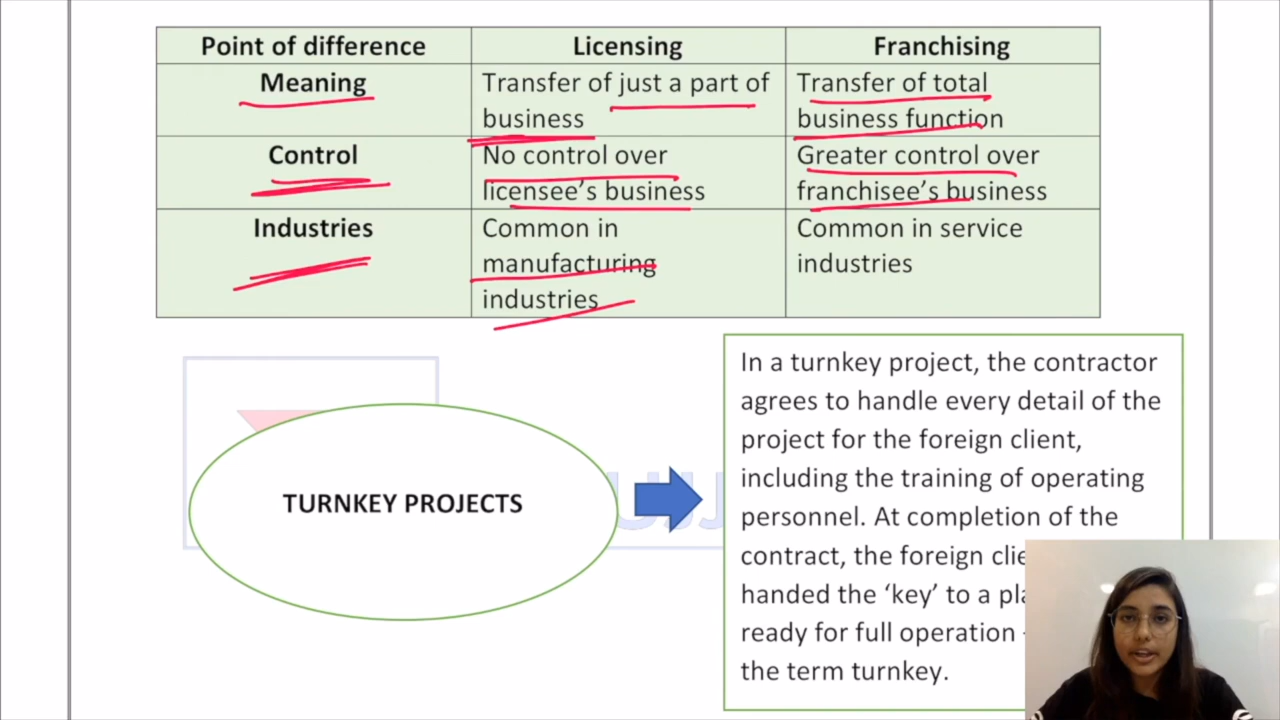 Point of difference Licensing Franchising
Meaning Transfer of just a part of Transfer of total
business business function
Control No control over Greater control over
licensee's business franchisee's business
Industries Common in Common in service
manufacturing industries
industries
TURNKEY PROJECTS
In a turnkey project, the contractor
agrees to handle every detail of the
project for the foreign client,
including the training of operating
personnel. At completion of the
contract, the foreign
handed the ‘key’ to a
ready for full operation
the term turnkey.